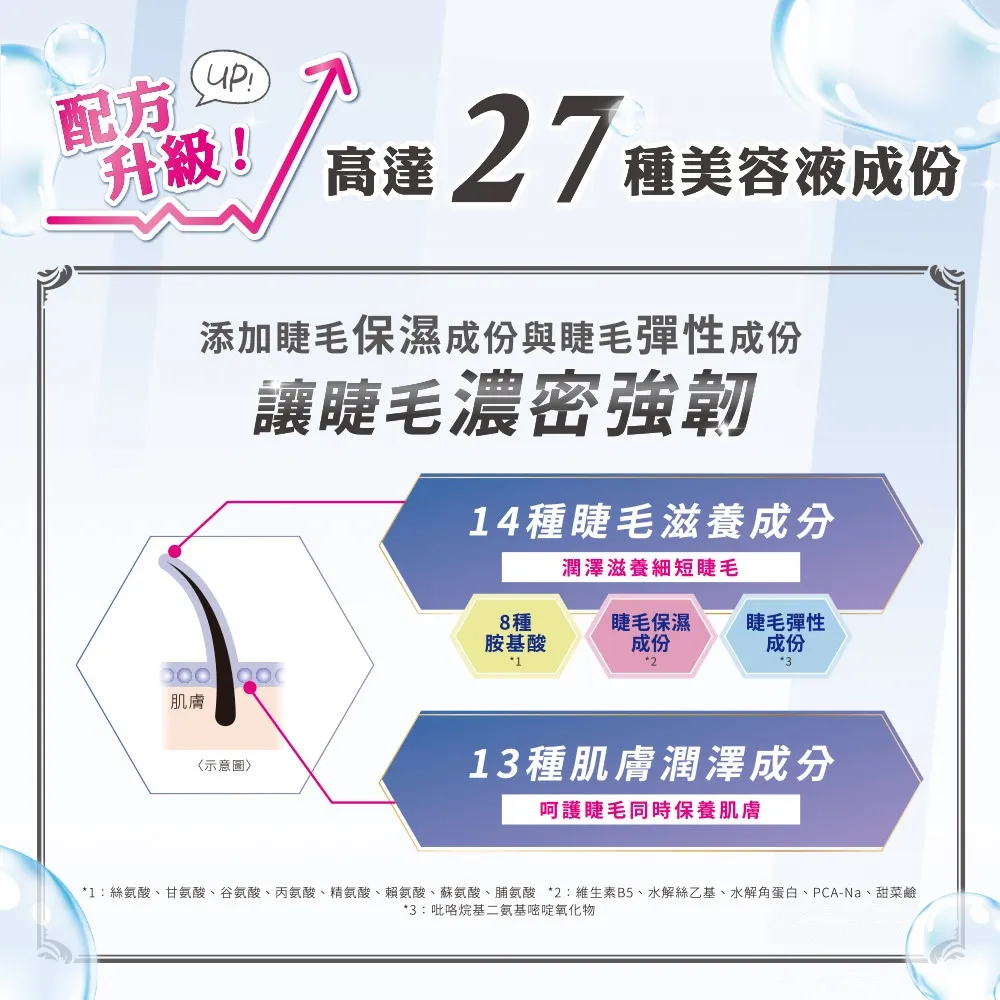 配方
升級！
UP!
高達27種美容液成份
添加睫毛保濕成份與睫毛彈性成份
讓睫毛濃密強韌
14種睫毛滋養成分
潤澤滋養細短睫毛
8種
胺基酸
*1
睫毛保濕
成份
*2
睫毛彈性
成份
*3
肌膚
〈示意圖〉
13種肌膚潤澤成分
呵護睫毛同時保養肌膚
*1：絲氨酸、甘氨酸、谷氨酸、丙氨酸、精氨酸、賴氨酸、蘇氨酸、脯氨酸 *2：維生素B5、水解絲乙基、水解角蛋白、PCA-Na、甜菜鹼
*3：吡咯烷基二氨基嘧啶氧化物